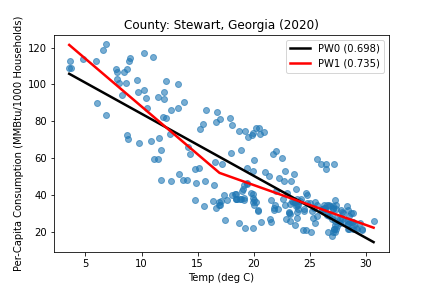 County: Stewart, Georgia (2020)
PW0 (0.698)
PW1 (0.735)
Per-Capita Consumption (MMBtu/1000 Households)
120
100
80
60
40
20
5 10 15 20 25 30
Temp (deg C)